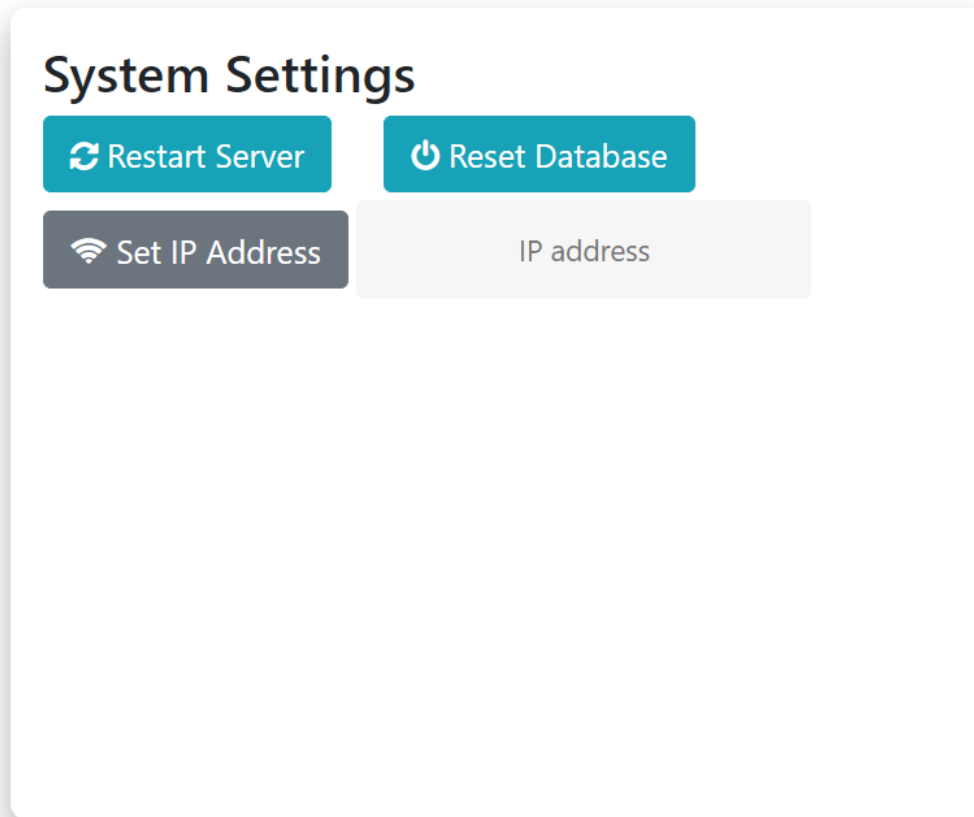 System Settings
Restart Server Reset Database
Set IP Address IP address